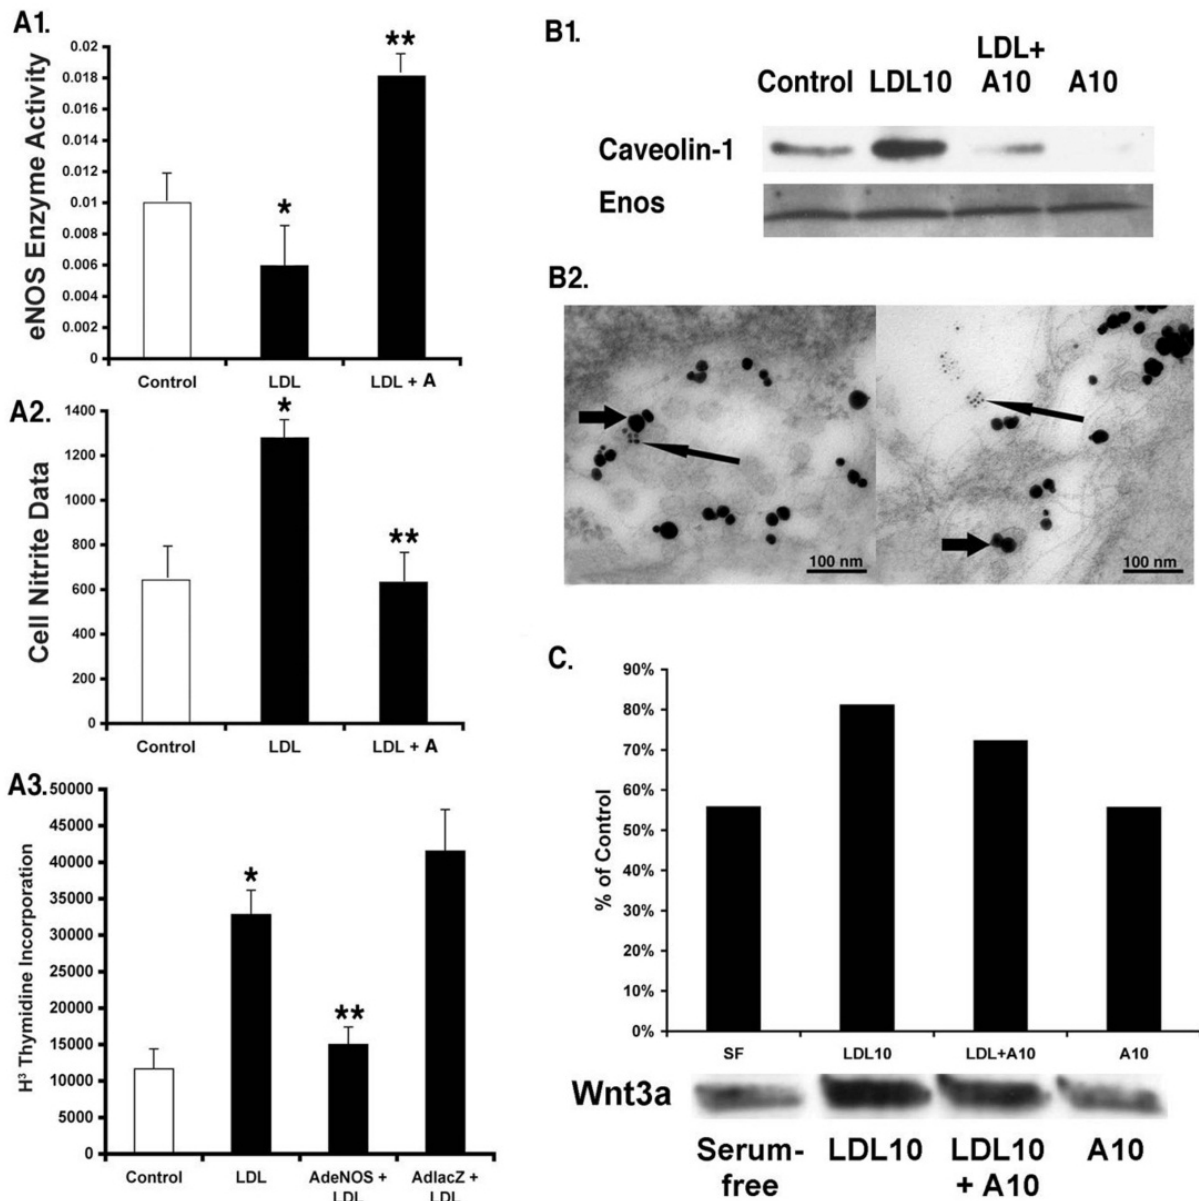 A1.
eNOS Enzyme Activity
0.02
0.018
0.016
0.014
0.012
0.01
0.008
0.006
0.004
0.002
0
*
**
Control LDL LDL + A
A2.
Cell Nitrite Data
1400
1200
1000
800
600
400
200
0
*
**
Control LDL LDL + A
A3.
H³ Thymidine Incorporation
50000
45000
40000
35000
30000
25000
20000
15000
10000
5000
0
*
**
Control LDL AdeNOS + LDL AdlacZ + LDL
B1.
Control LDL10 LDL+ A10 A10
Caveolin-1
Enos
B2.
100 nm 100 nm
C.
% of Control
90%
80%
70%
60%
50%
40%
30%
20%
10%
0%
SF LDL10 LDL+A10 A10
Wnt3a
Serum-free LDL10 LDL10 + A10 A10